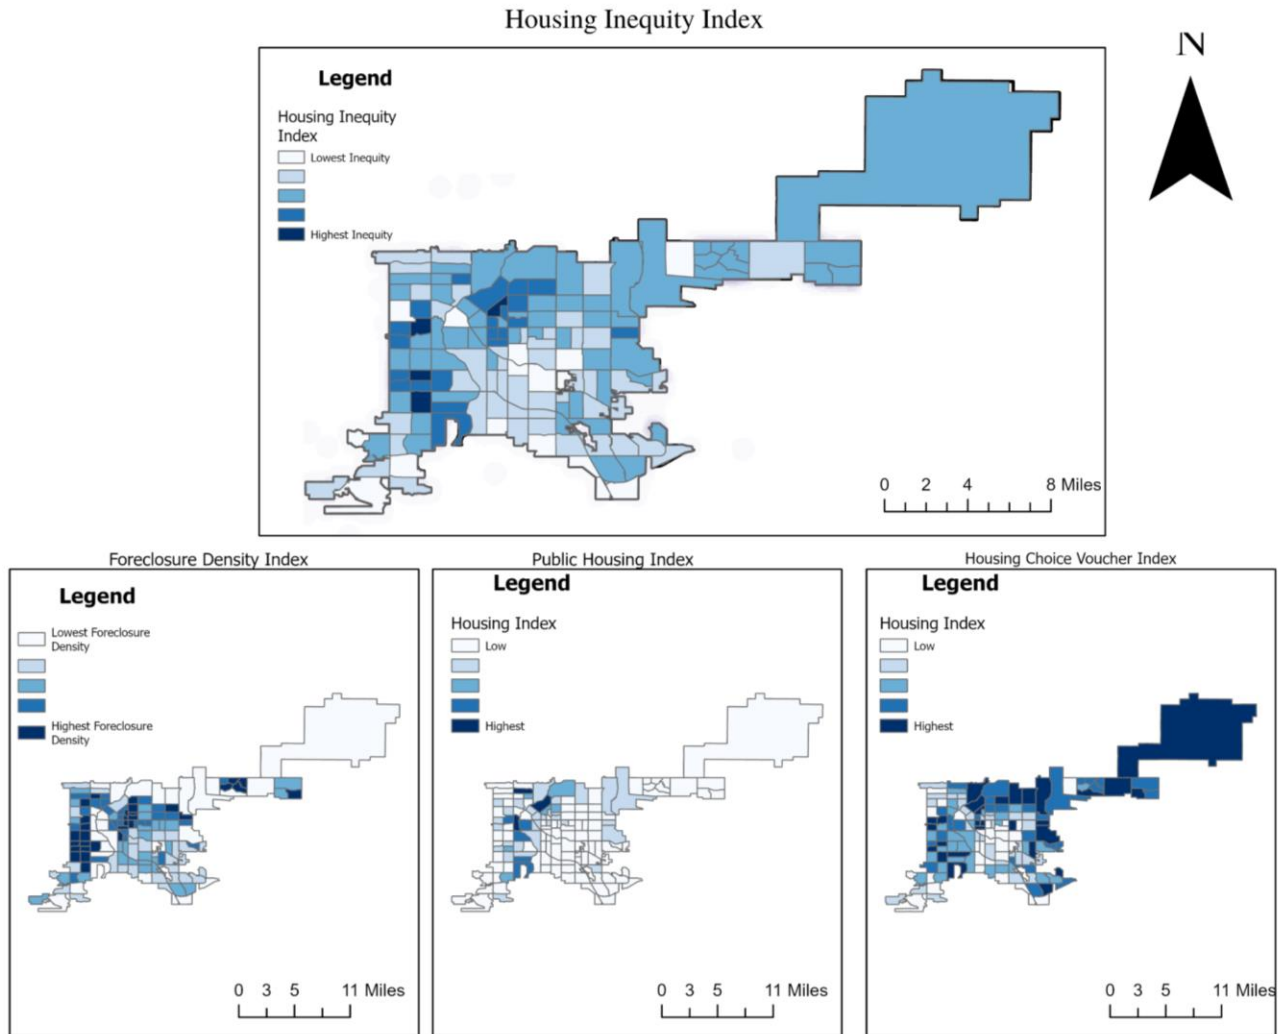 Housing Inequity Index
N
Legend
Housing Inequity
Index
Lowest Inequity
Highest Inequity
0 2 4 8 Miles
Foreclosure Density Index
Legend
Lowest Foreclosure
Density
Highest Foreclosure
Density
0 3 5 11 Miles
Public Housing Index
Legend
Housing Index
Low
Highest
0 3 5 11 Miles
Housing Choice Voucher Index
Legend
Housing Index
Low
Highest
0 3 5 11 Miles